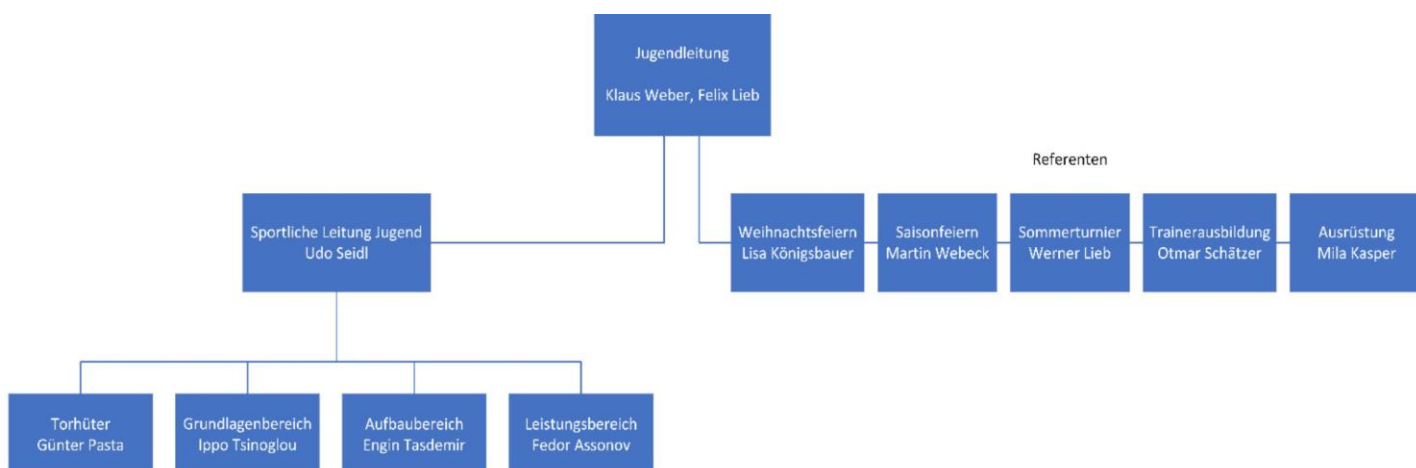 Jugendleitung
Klaus Weber, Felix Lieb
Referenten
Sportliche Leitung Jugend
Udo Seidl
Weihnachtsfeiern
Lisa Königsbauer
Saisonfeiern
Martin Webeck
Sommerturnier
Werner Lieb
Trainerausbildung
Otmar Schätzer
Ausrüstung
Mila Kasper
Torhüter
Günter Pasta
Grundlagenbereich
Ippo Tsinoglou
Aufbaubereich
Engin Tasdemir
Leistungsbereich
Fedor Assonov